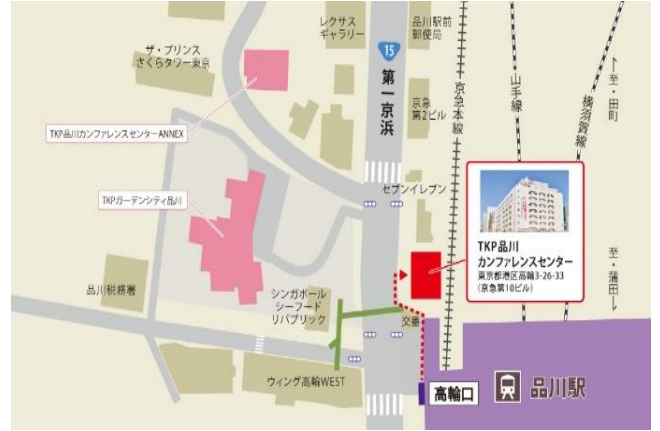 レクサス
ギャラリー
品川駅前
郵便局
ザ・プリンス
さくらタワー東京
15
第一京浜
京急
第2ビル
京急本線
山手線
横須賀線
至・田町
TKP品川カンファレンスセンターANNEX
セブンイレブン
TKPガーデンシティ品川
TKP品川
カンファレンスセンター
東京都港区高輪3-26-33
(京急第10ビル)
至・蒲田
品川税務署
シンガポール
シーフード
リパブリック
交番
ウィング高輪WEST
高輪口
品川駅